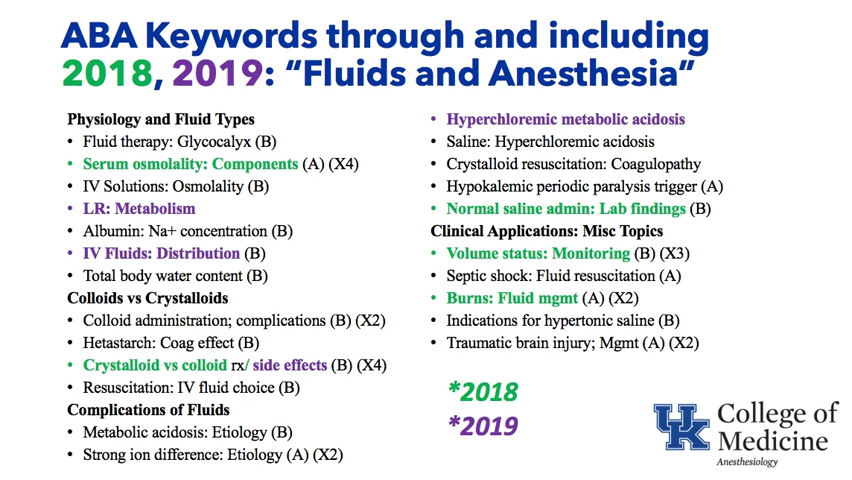 ABA Keywords through and including
2018, 2019: “Fluids and Anesthesia”
Physiology and Fluid Types
• Fluid therapy: Glycocalyx (B)
• Serum osmolality: Components (A) (X4)
• IV Solutions: Osmolality (B)
• LR: Metabolism
• Albumin: Na+ concentration (B)
• IV Fluids: Distribution (B)
• Total body water content (B)
Colloids vs Crystalloids
• Colloid administration; complications (B) (X2)
• Hetastarch: Coag effect (B)
• Crystalloid vs colloid rx/ side effects (B) (X4)
• Resuscitation: IV fluid choice (B)
Complications of Fluids
• Metabolic acidosis: Etiology (B)
• Strong ion difference: Etiology (A) (X2)
• Hyperchloremic metabolic acidosis
• Saline: Hyperchloremic acidosis
• Crystalloid resuscitation: Coagulopathy
• Hypokalemic periodic paralysis trigger (A)
• Normal saline admin: Lab findings (B)
Clinical Applications: Misc Topics
• Volume status: Monitoring (B) (X3)
• Septic shock: Fluid resuscitation (A)
• Burns: Fluid mgmt (A) (X2)
• Indications for hypertonic saline (B)
• Traumatic brain injury; Mgmt (A) (X2)
*2018
*2019
UK College of
Medicine
Anesthesiology